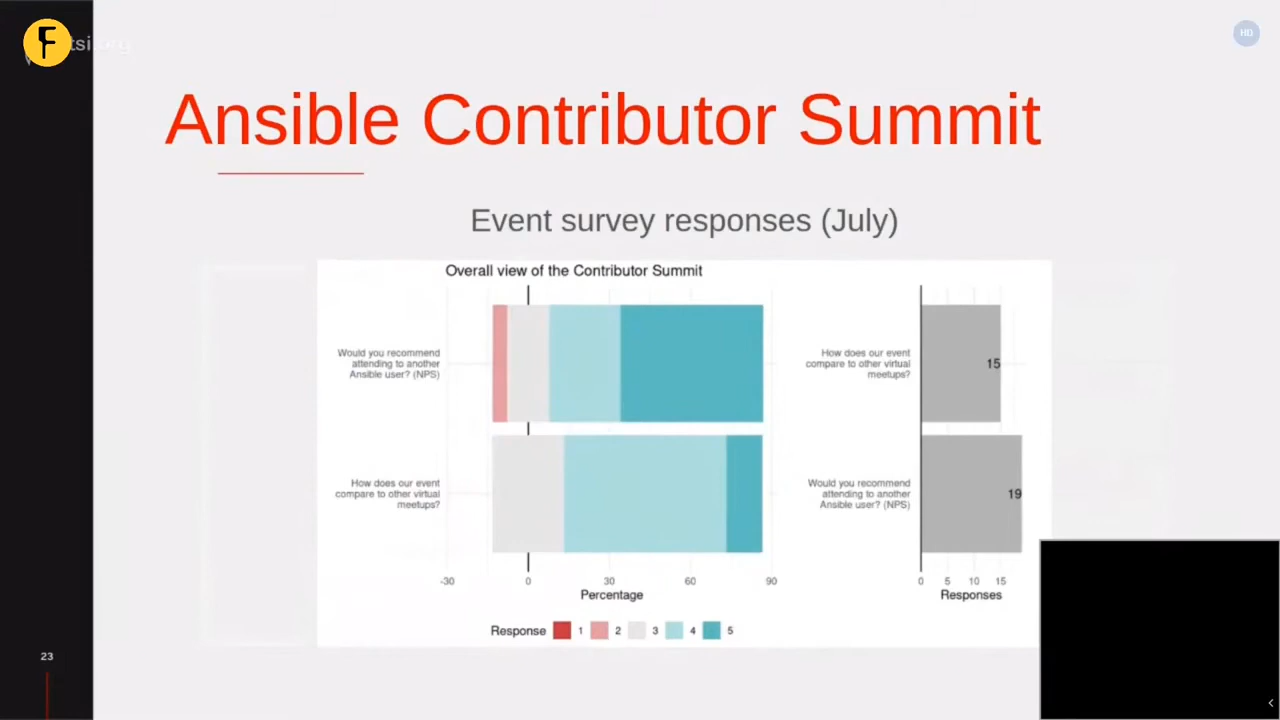 HD
Ansible Contributor Summit
Event survey responses (July)
Overall view of the Contributor Summit
Would you recommend
attending to another
Ansible user? (NPS)
How does our event
compare to other virtual
meetups?
-30 0 30 60 90
Percentage
How does our event
compare to other virtual
meetups?
15
Would you recommend
attending to another
Ansible user? (NPS)
19
0 5 10 15
Responses
Response 1 2 3 4 5
23